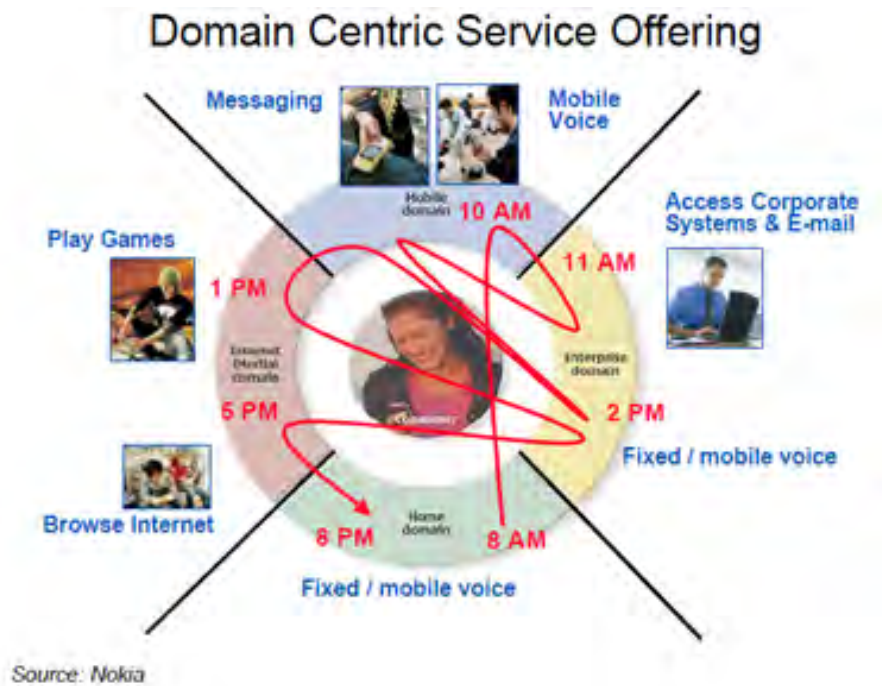 Domain Centric Service Offering
Messaging
Mobile
Voice
Mobile
domain
10 AM
Access Corporate
Systems & E-mail
Play Games
11 AM
1 PM
Internet
domain
Enterprise
domain
5 PM
2 PM
Fixed / mobile voice
Browse Internet
Home
domain
8 PM
8 AM
Fixed / mobile voice
Source: Nokia